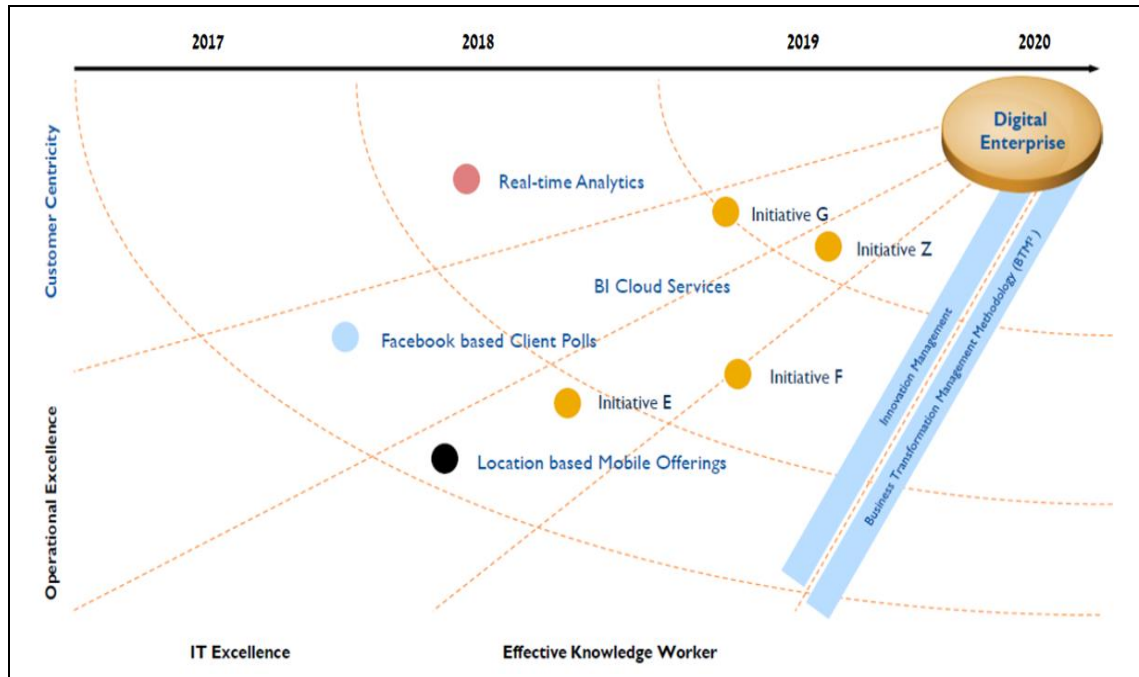 2017
2018
2019
2020
Digital
Enterprise
Customer Centricity
Real-time Analytics
Initiative G
Initiative Z
BI Cloud Services
Facebook based Client Polls
Initiative F
Initiative E
Location based Mobile Offerings
Innovation Management
Business Transformation Management Methodology (BTM²)
Operational Excellence
IT Excellence
Effective Knowledge Worker